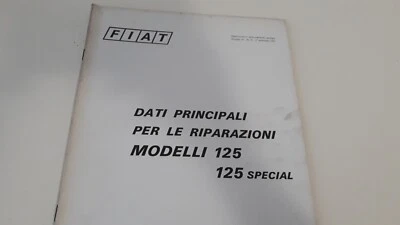 FIAT
DATI PRINCIPALI
PER LE RIPARAZIONI
MODELLI 125
125 SPECIAL